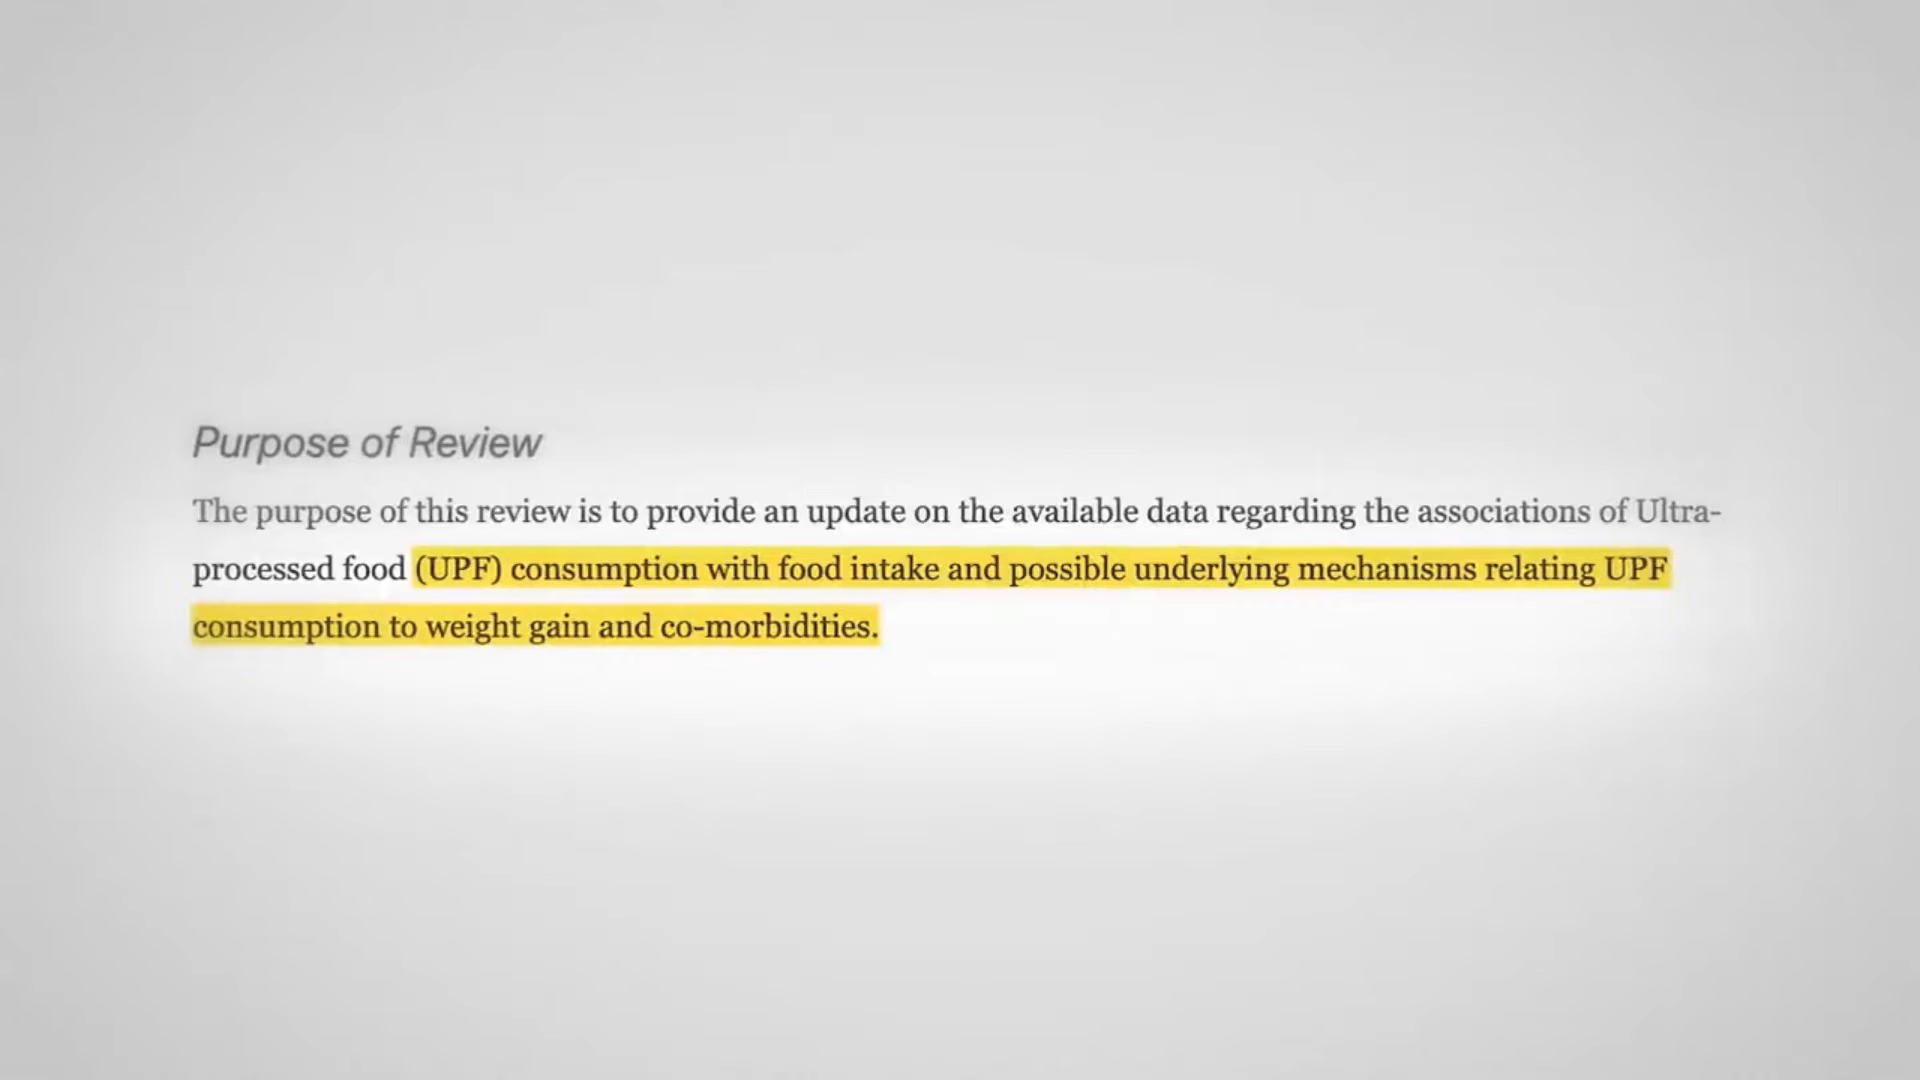 Purpose of Review
The purpose of this review is to provide an update on the available data regarding the associations of Ultra-
processed food (UPF) consumption with food intake and possible underlying mechanisms relating UPF
consumption to weight gain and co-morbidities.